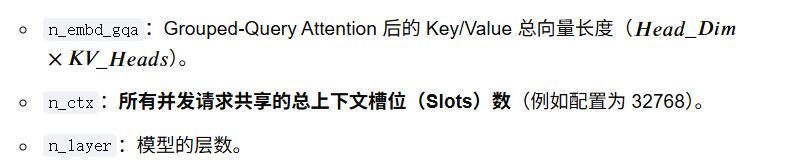 n_embd_gqa：Grouped-Query Attention 后的 Key/Value 总向量长度（Head_Dim
× KV_Heads）。
n_ctx：所有并发请求共享的总上下文槽位（Slots）数（例如配置为 32768）。
n_layer：模型的层数。